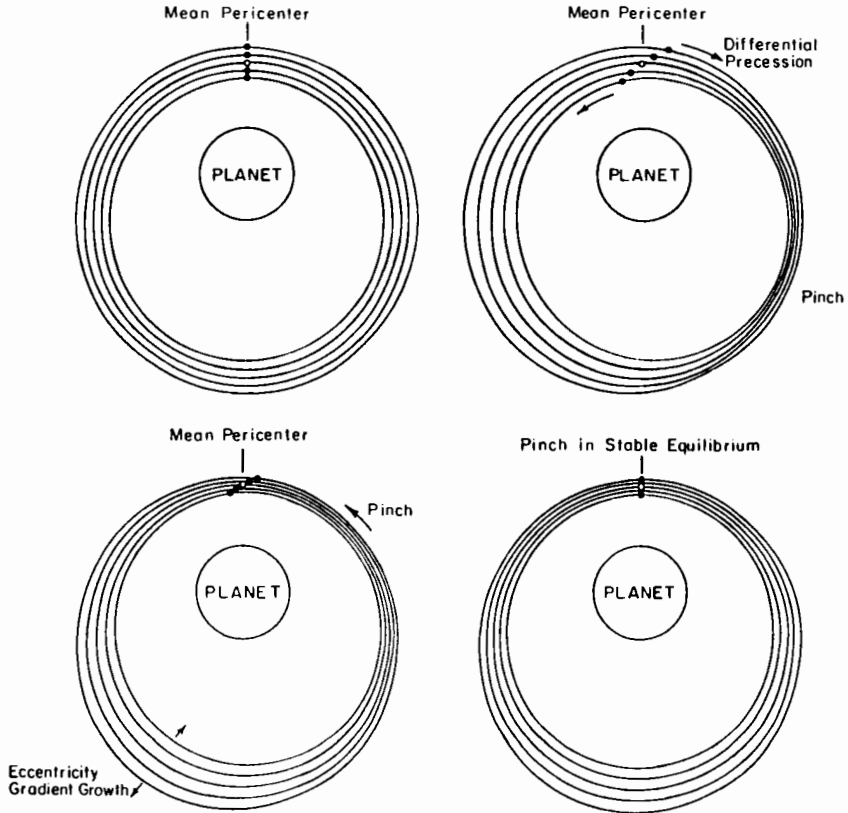 Mean Pericenter
PLANET
Mean Pericenter
Differential
Precession
PLANET
Pinch
Mean Pericenter
Pinch
PLANET
Eccentricity
Gradient Growth
Pinch in Stable Equilibrium
PLANET